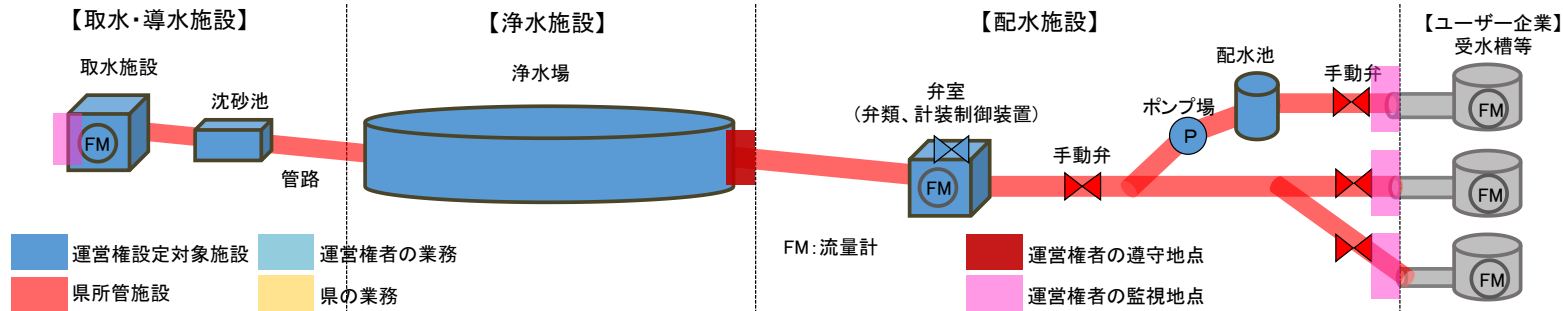 【取水・導水施設】
【浄水施設】
【配水施設】
【ユーザー企業】
受水槽等
取水施設
沈砂池
浄水場
弁室
(弁類、計装制御装置)
配水池
ポンプ場
手動弁
手動弁
管路
FM
FM
P
FM
FM
FM
運営権設定対象施設
運営権者の業務
県所管施設
県の業務
FM:流量計
運営権者の遵守地点
運営権者の監視地点